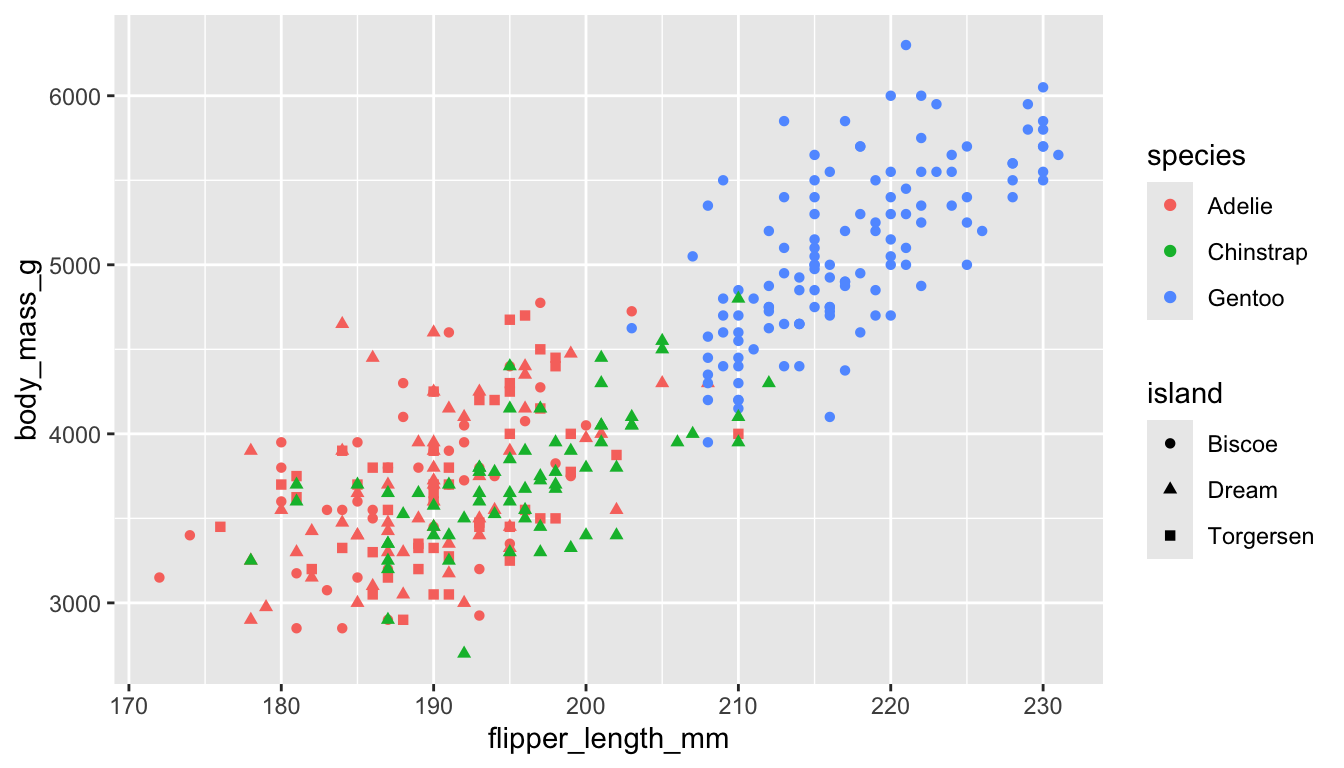 body_mass_g
6000
5000
4000
3000
170 180 190 200 210 220 230
flipper_length_mm
species
Adelie
Chinstrap
Gentoo
island
Biscoe
Dream
Torgersen